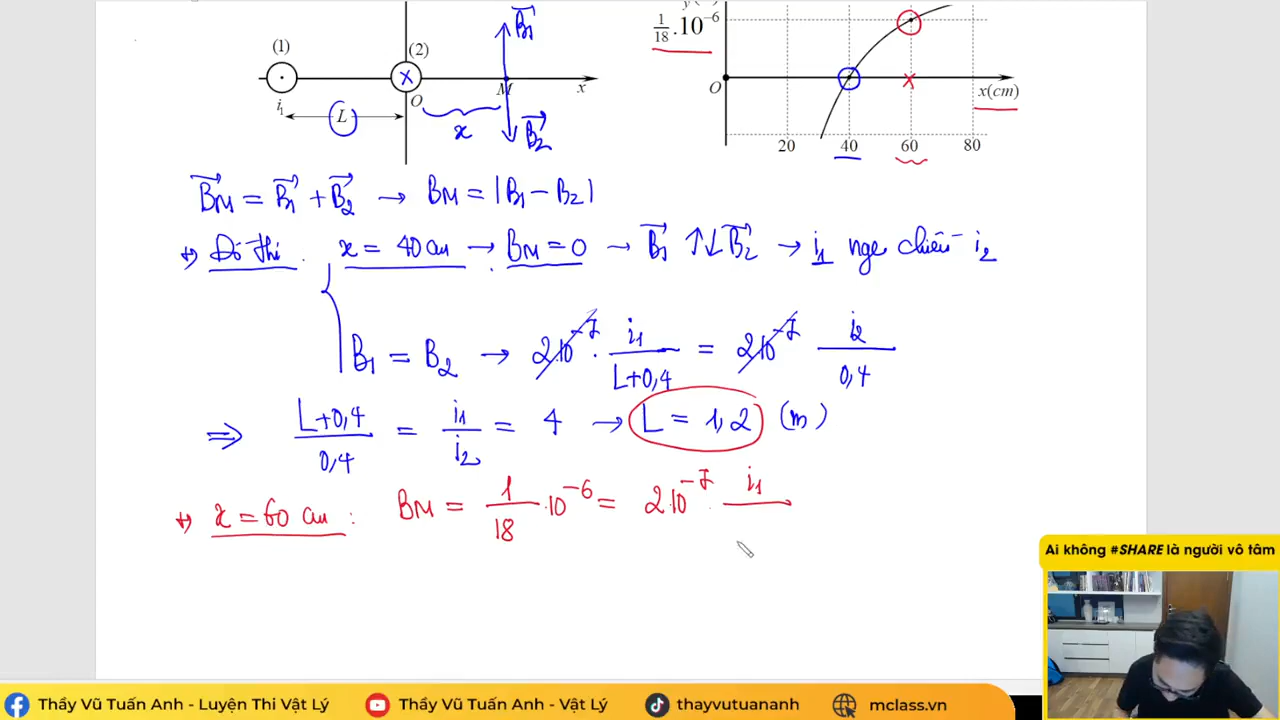 (1)
(2)
i₁
L
O
x
M
x
B₁
B₂
y(
1/18 .10⁻⁶
O
x(cm)
20 40 60 80
B⃗M = B⃗₁ + B⃗₂ → BM = |B₁ − B₂|
+) Đồ thị : x = 40 cm → BM = 0 → B⃗₁ ↑↓ B⃗₂ → i₁ ngc chiều i₂
B₁ = B₂ → 2.10⁻⁷ . i₁/(L+0,4) = 2.10⁻⁷ i₂/0,4
⇒ (L+0,4)/0,4 = i₁/i₂ = 4 → L = 1,2 (m)
+) x = 60 cm : BM = 1/18 .10⁻⁶ = 2.10⁻⁷ . i₁
Ai không #SHARE là người vô tâm
Thầy Vũ Tuấn Anh - Luyện Thi Vật Lý
Thầy Vũ Tuấn Anh - Luyện Thi Vật Lý
thayvutuananh
mclass.vn